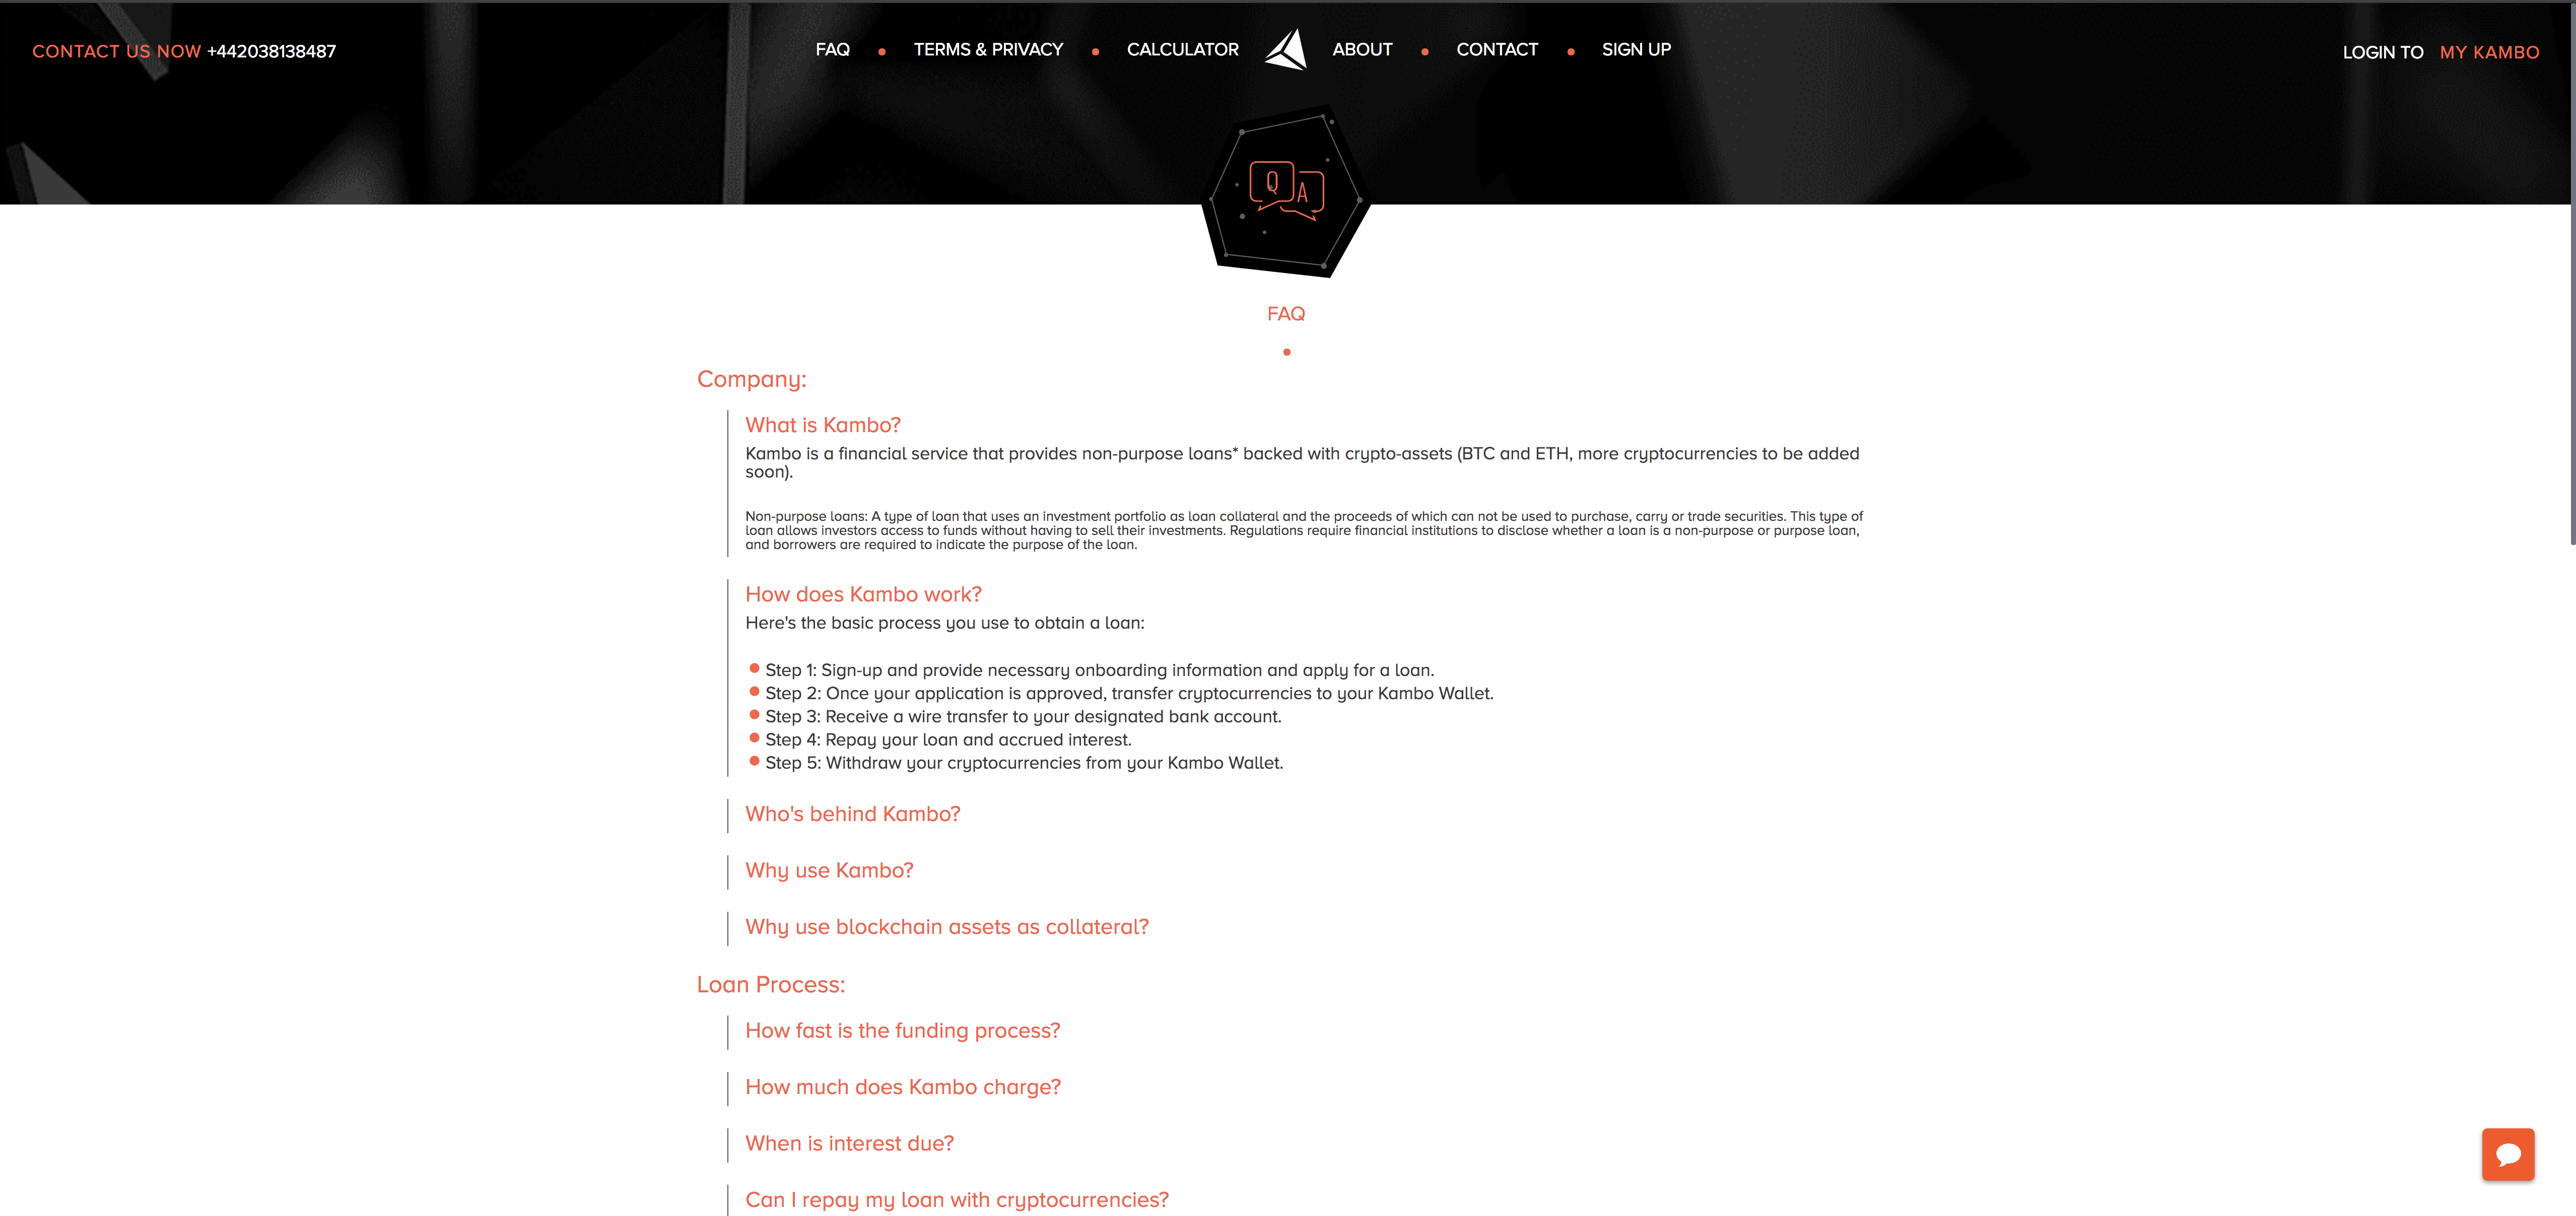 CONTACT US NOW +442038138487
FAQ • TERMS & PRIVACY • CALCULATOR ABOUT • CONTACT • SIGN UP
LOGIN TO MY KAMBO
Q A
FAQ
Company:
What is Kambo?
Kambo is a financial service that provides non-purpose loans* backed with crypto-assets (BTC and ETH, more cryptocurrencies to be added
soon).
Non-purpose loans: A type of loan that uses an investment portfolio as loan collateral and the proceeds of which can not be used to purchase, carry or trade securities. This type of
loan allows investors access to funds without having to sell their investments. Regulations require financial institutions to disclose whether a loan is a non-purpose or purpose loan,
and borrowers are required to indicate the purpose of the loan.
How does Kambo work?
Here's the basic process you use to obtain a loan:
• Step 1: Sign-up and provide necessary onboarding information and apply for a loan.
• Step 2: Once your application is approved, transfer cryptocurrencies to your Kambo Wallet.
• Step 3: Receive a wire transfer to your designated bank account.
• Step 4: Repay your loan and accrued interest.
• Step 5: Withdraw your cryptocurrencies from your Kambo Wallet.
Who's behind Kambo?
Why use Kambo?
Why use blockchain assets as collateral?
Loan Process:
How fast is the funding process?
How much does Kambo charge?
When is interest due?
Can I repay my loan with cryptocurrencies?